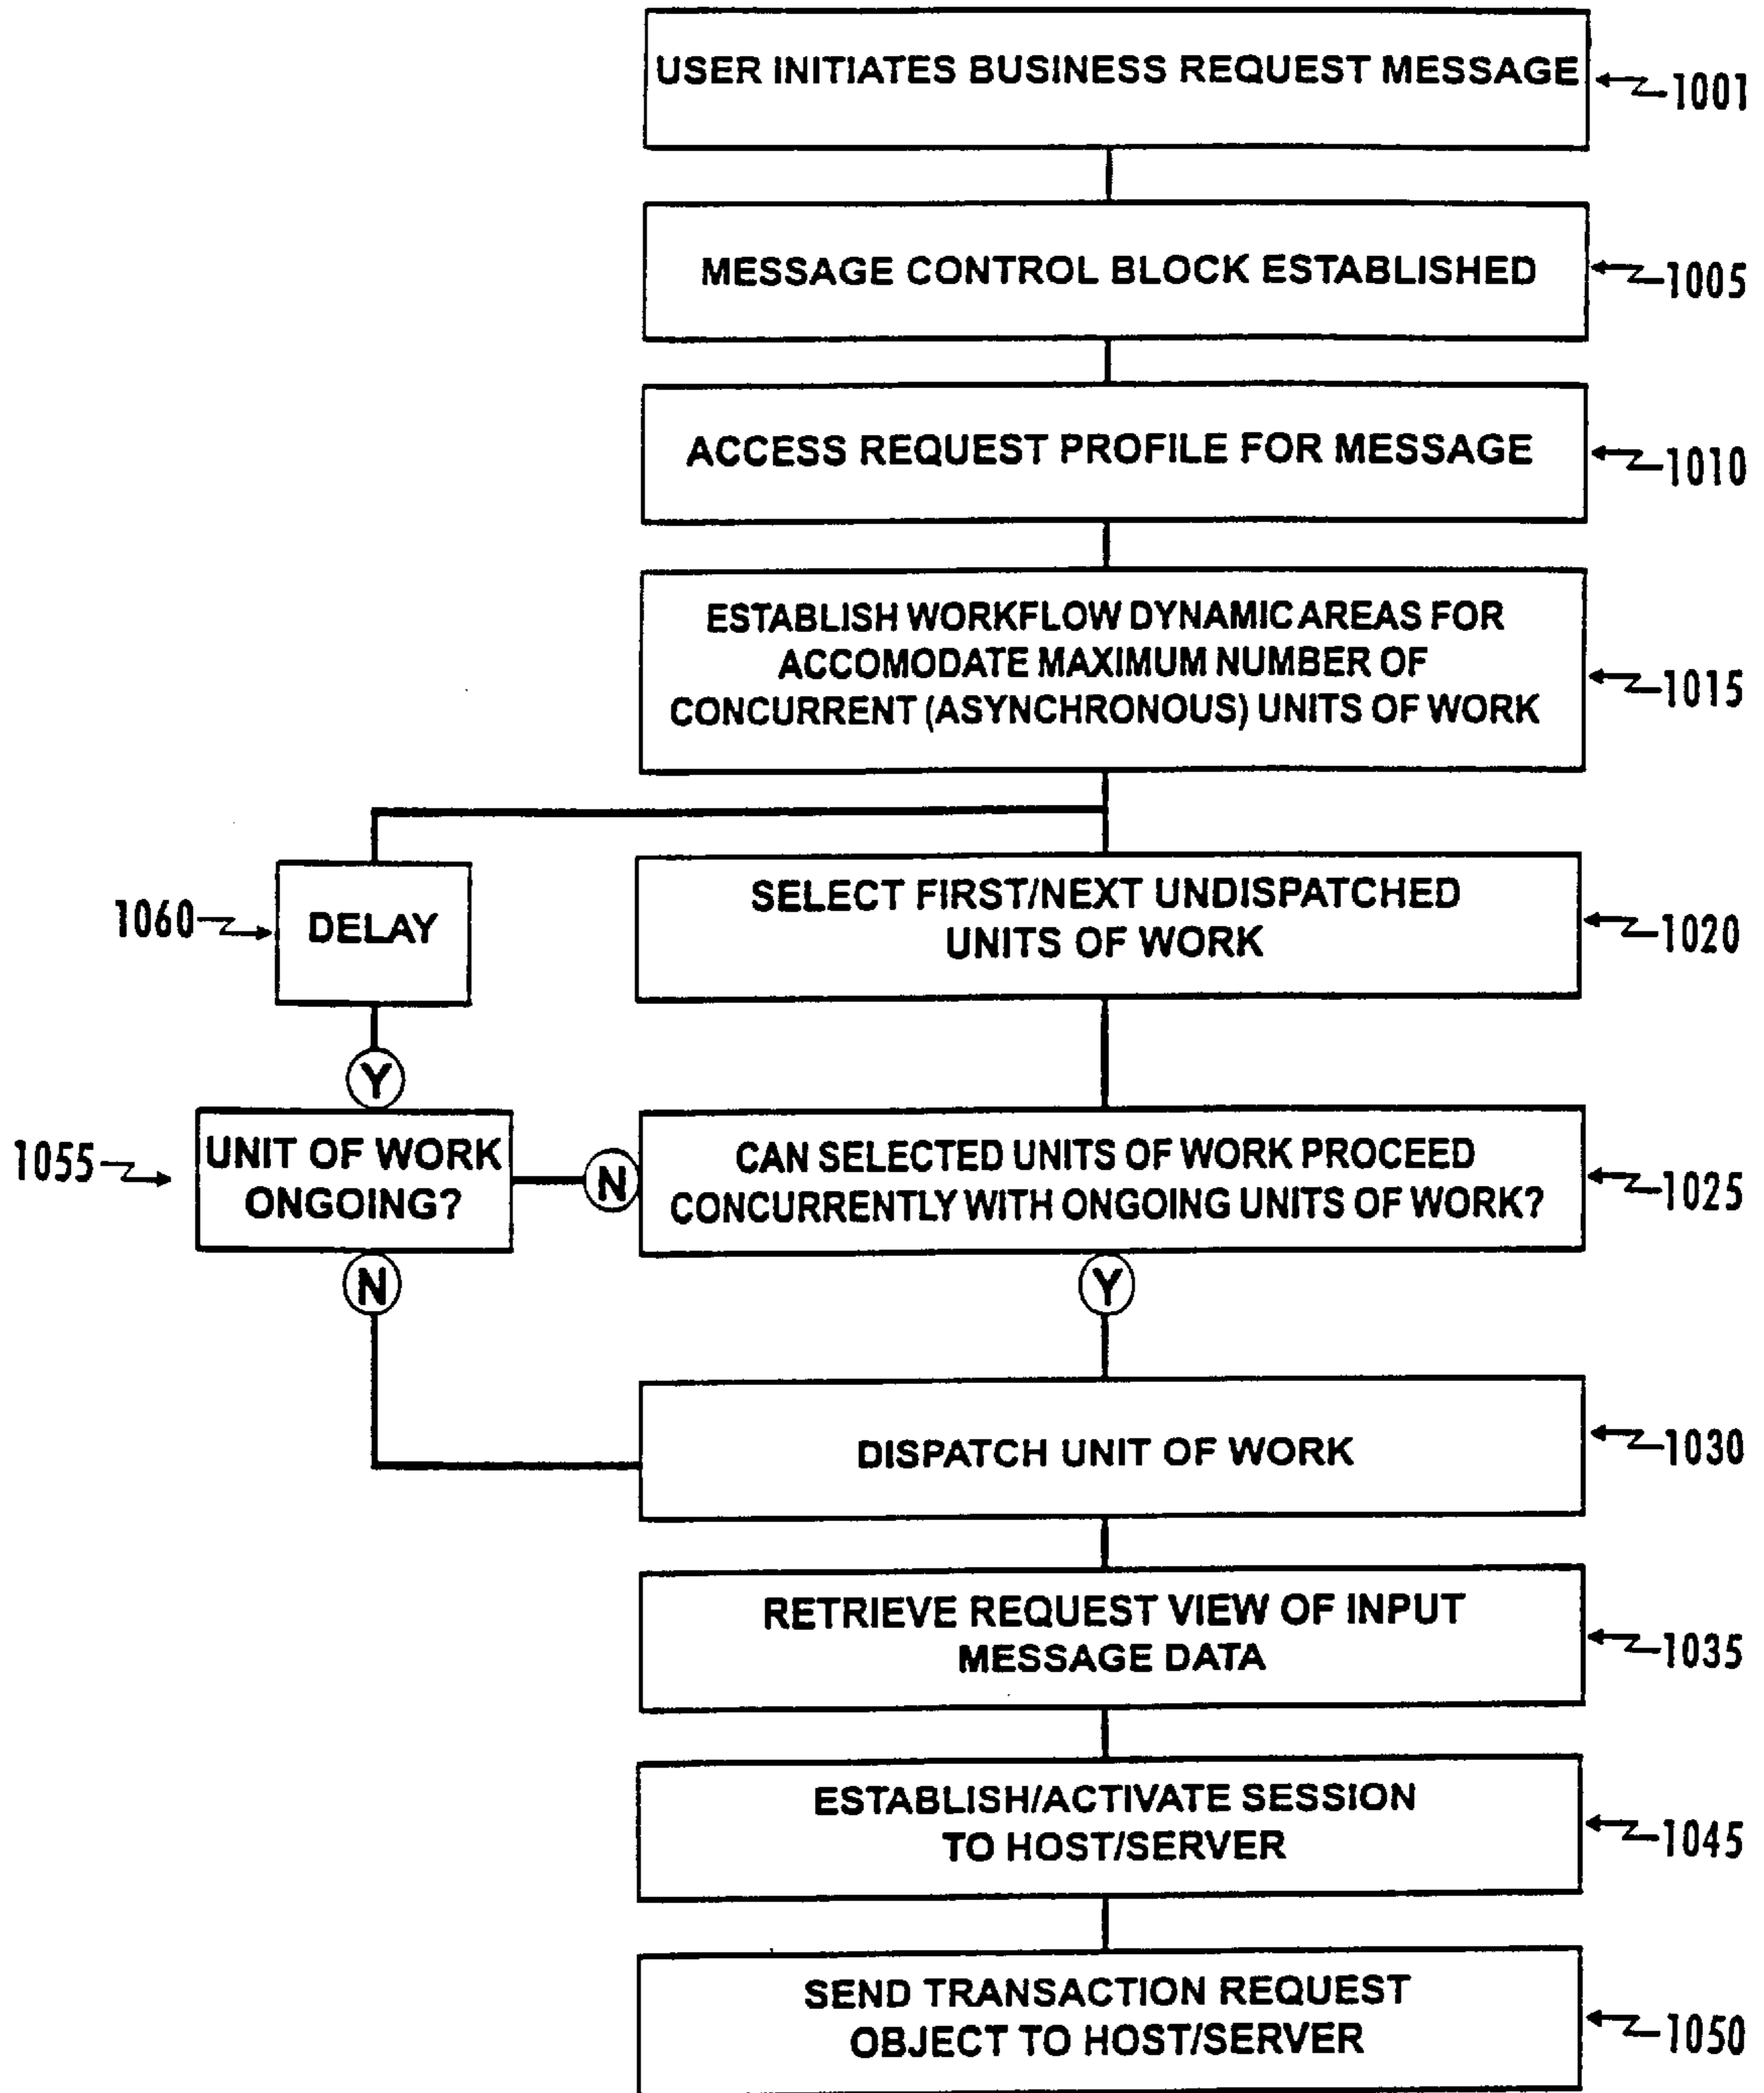 USER INITIATES BUSINESS REQUEST MESSAGE
1001
MESSAGE CONTROL BLOCK ESTABLISHED
1005
ACCESS REQUEST PROFILE FOR MESSAGE
1010
ESTABLISH WORKFLOW DYNAMIC AREAS FOR
ACCOMODATE MAXIMUM NUMBER OF
CONCURRENT (ASYNCHRONOUS) UNITS OF WORK
1015
1060
DELAY
SELECT FIRST/NEXT UNDISPATCHED
UNITS OF WORK
1020
Y
1055
UNIT OF WORK
ONGOING?
N
CAN SELECTED UNITS OF WORK PROCEED
CONCURRENTLY WITH ONGOING UNITS OF WORK?
1025
N
Y
DISPATCH UNIT OF WORK
1030
RETRIEVE REQUEST VIEW OF INPUT
MESSAGE DATA
1035
ESTABLISH/ACTIVATE SESSION
TO HOST/SERVER
1045
SEND TRANSACTION REQUEST
OBJECT TO HOST/SERVER
1050